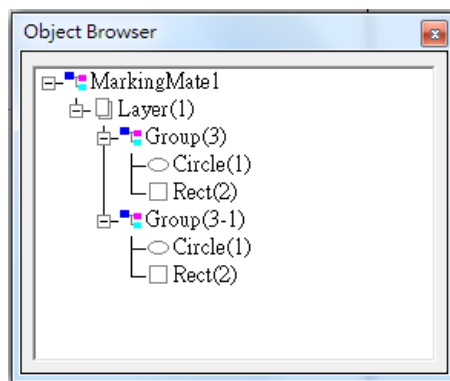 Object Browser
MarkingMate1
Layer(1)
Group(3)
Circle(1)
Rect(2)
Group(3-1)
Circle(1)
Rect(2)